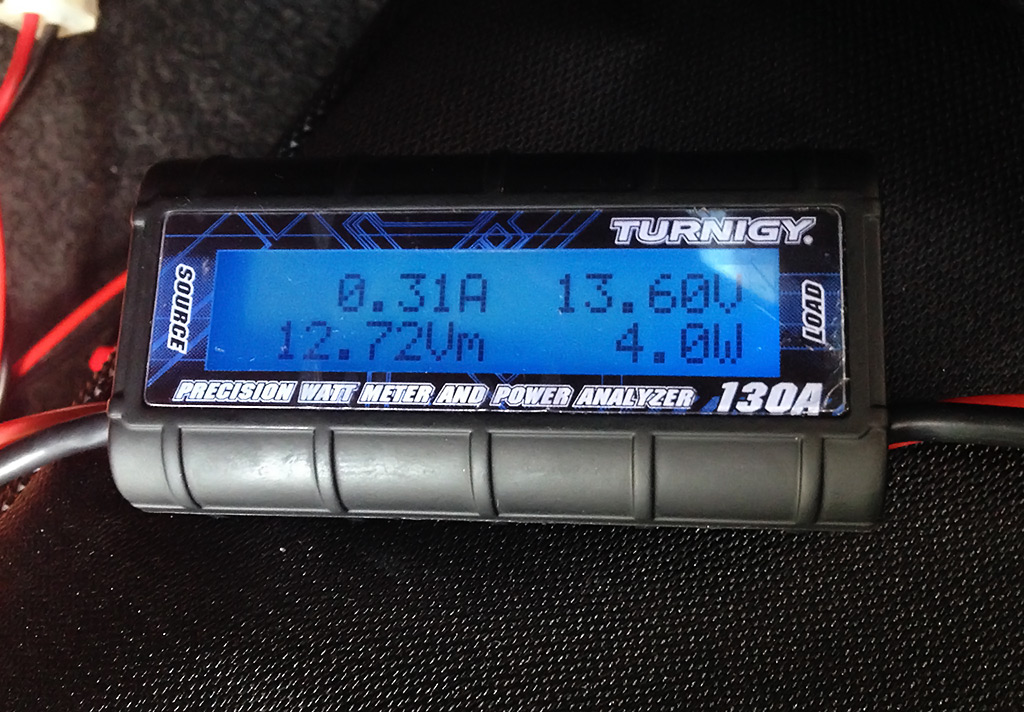 TURNIGY®
SOURCE
0.31A 13.60V
12.72Vm 4.0W
LOAD
PRECISION WATT METER AND POWER ANALYZER 130A